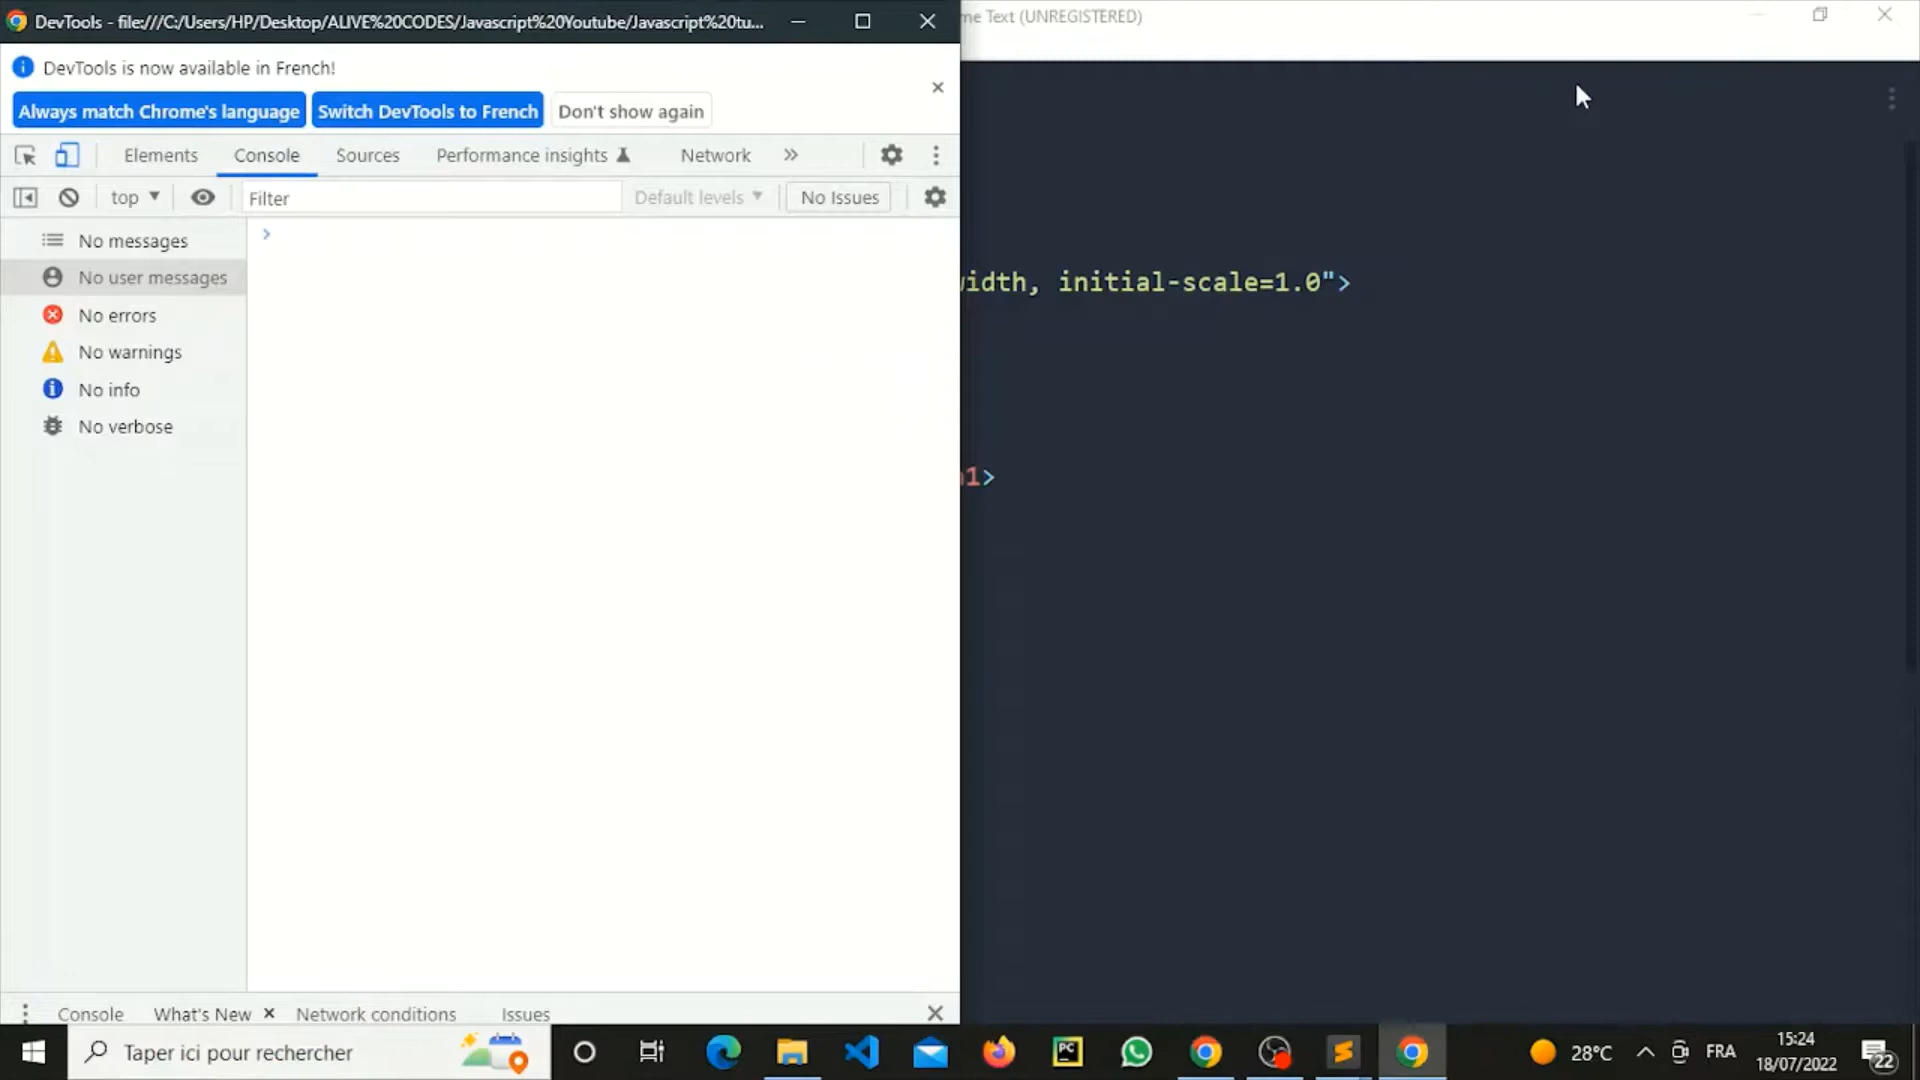 DevTools - file:///C:/Users/HP/Desktop/ALIVE%20CODES/Javascript%20Youtube/Javascript%20tu...
Text (UNREGISTERED)
DevTools is now available in French!
Always match Chrome's language
Switch DevTools to French
Don't show again
Elements
Console
Sources
Performance insights
Network
top
Filter
Default levels
No Issues
No messages
No user messages
No errors
No warnings
No info
No verbose
initial-scale=1.0">
1>
Console
What's New
Network conditions
Issues
Taper ici pour rechercher
PC
28°C
FRA
15:24
18/07/2022
22